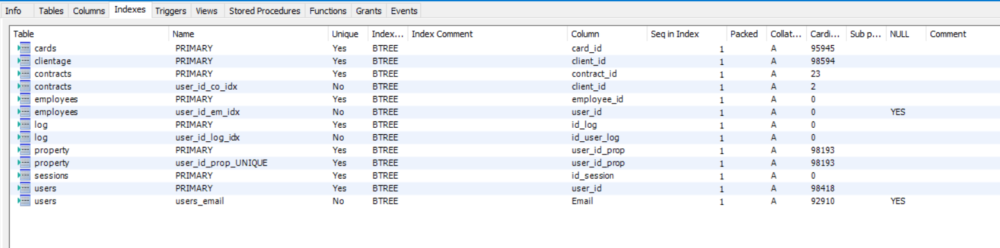 Info Tables Columns Indexes Triggers Views Stored Procedures Functions Grants Events
Table Name Unique Index... Index Comment Column Seq in Index Packed Collat... Cardi... Sub p... NULL Comment
cards PRIMARY Yes BTREE card_id 1 A 95945
clientage PRIMARY Yes BTREE client_id 1 A 98594
contracts PRIMARY Yes BTREE contract_id 1 A 23
contracts user_id_co_idx No BTREE client_id 1 A 2
employees PRIMARY Yes BTREE employee_id 1 A 0
employees user_id_em_idx No BTREE user_id 1 A 0 YES
log PRIMARY Yes BTREE id_log 1 A 0
log user_id_log_idx No BTREE id_user_log 1 A 0
property PRIMARY Yes BTREE user_id_prop 1 A 98193
property user_id_prop_UNIQUE Yes BTREE user_id_prop 1 A 98193
sessions PRIMARY Yes BTREE id_session 1 A 0
users PRIMARY Yes BTREE user_id 1 A 98418
users users_email No BTREE Email 1 A 92910 YES